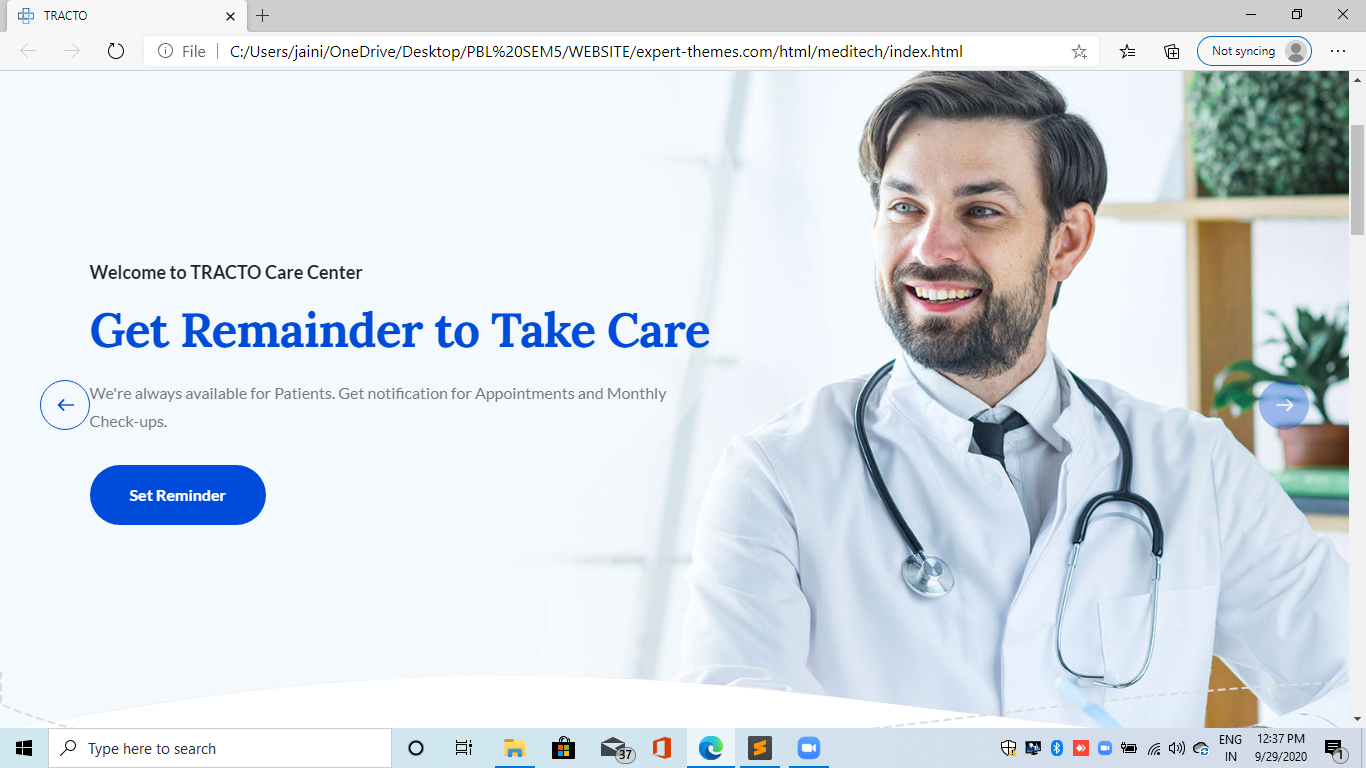 TRACTO
File
C:/Users/jaini/OneDrive/Desktop/PBL%20SEM5/WEBSITE/expert-themes.com/html/meditech/index.html
Not syncing
Welcome to TRACTO Care Center
Get Remainder to Take Care
We're always available for Patients. Get notification for Appointments and Monthly
Check-ups.
Set Reminder
Type here to search
37
ENG
IN
12:37 PM
9/29/2020
1